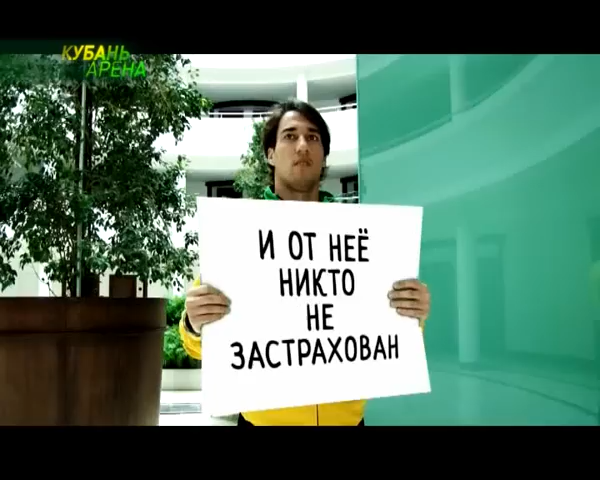 КУБАНЬ
АРЕНА
И ОТ НЕЁ
НИКТО
НЕ
ЗАСТРАХОВАН